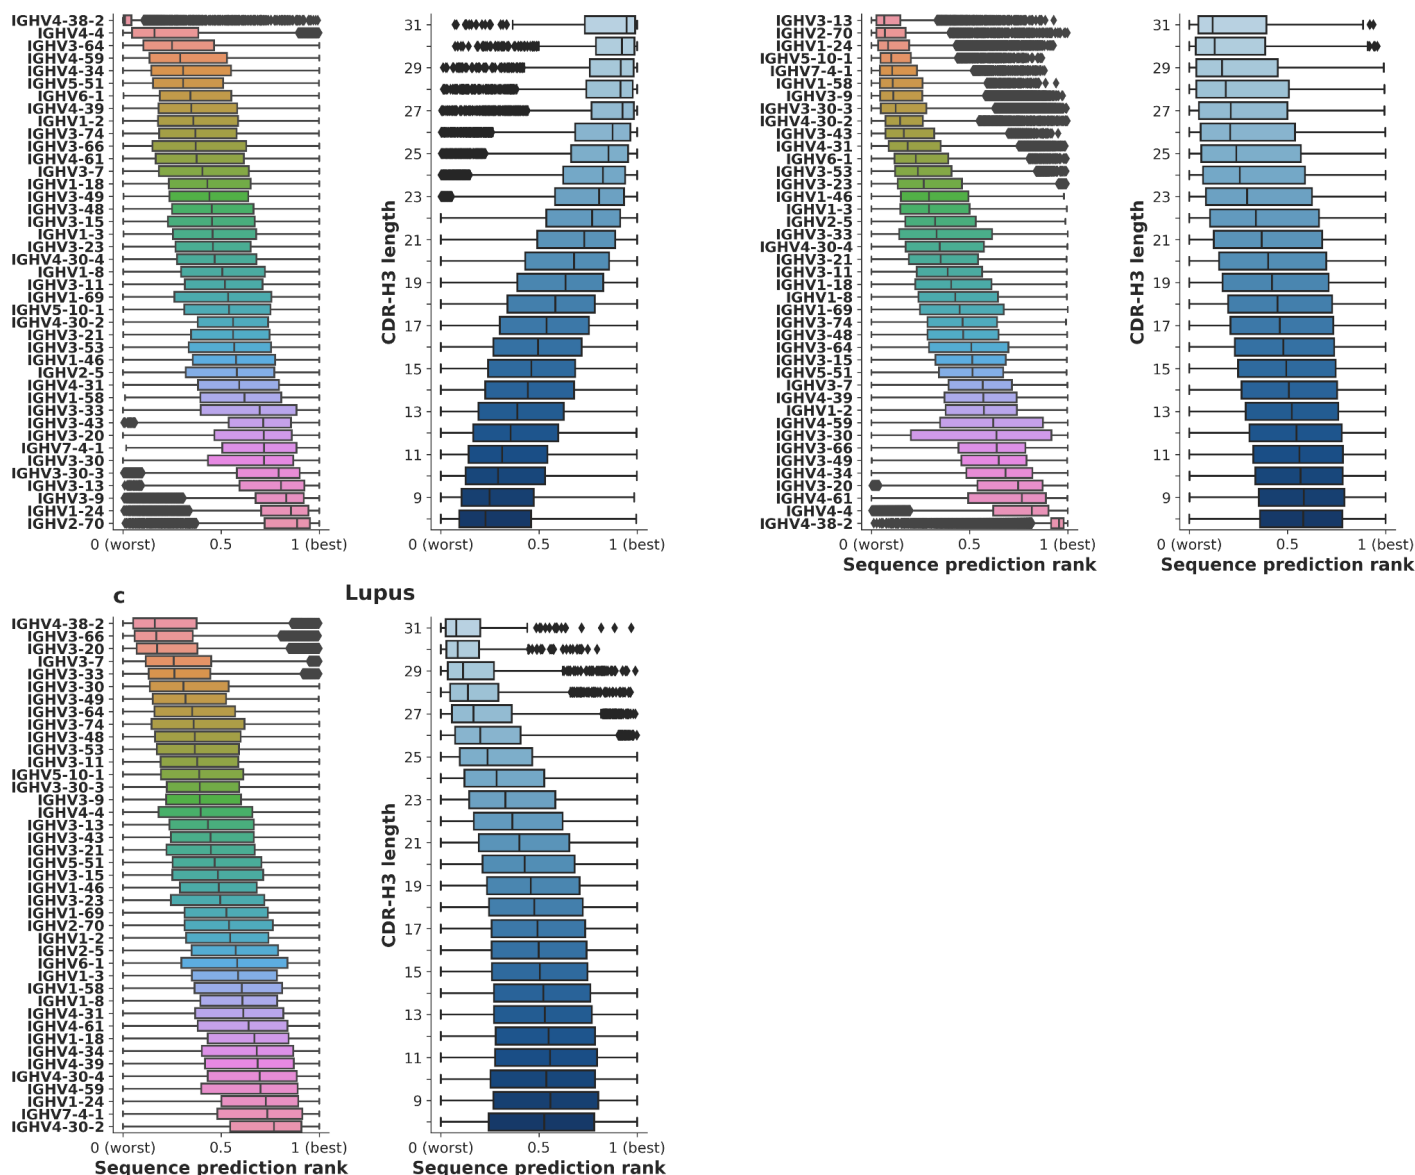 IGHV4-38-2
IGHV4-4
IGHV3-64
IGHV4-59
IGHV4-34
IGHV5-51
IGHV6-1
IGHV4-39
IGHV1-2
IGHV3-74
IGHV3-66
IGHV4-61
IGHV3-7
IGHV1-18
IGHV3-49
IGHV3-48
IGHV3-15
IGHV1-3
IGHV3-23
IGHV4-30-4
IGHV1-8
IGHV3-11
IGHV1-69
IGHV5-10-1
IGHV4-30-2
IGHV3-21
IGHV3-53
IGHV1-46
IGHV2-5
IGHV4-31
IGHV1-58
IGHV3-33
IGHV3-43
IGHV3-20
IGHV7-4-1
IGHV3-30
IGHV3-30-3
IGHV3-13
IGHV3-9
IGHV1-24
IGHV2-70
0 (worst) 0.5 1 (best)
CDR-H3 length
31
29
27
25
23
21
19
17
15
13
11
9
0 (worst) 0.5 1 (best)
IGHV3-13
IGHV2-70
IGHV1-24
IGHV5-10-1
IGHV7-4-1
IGHV1-58
IGHV3-9
IGHV3-30-3
IGHV4-30-2
IGHV3-43
IGHV4-31
IGHV6-1
IGHV3-53
IGHV3-23
IGHV1-46
IGHV1-3
IGHV2-5
IGHV3-33
IGHV4-30-4
IGHV3-21
IGHV3-11
IGHV1-18
IGHV1-8
IGHV1-69
IGHV3-74
IGHV3-48
IGHV3-64
IGHV3-15
IGHV5-51
IGHV3-7
IGHV4-39
IGHV1-2
IGHV4-59
IGHV3-30
IGHV3-66
IGHV3-49
IGHV4-34
IGHV3-20
IGHV4-61
IGHV4-4
IGHV4-38-2
0 (worst) 0.5 1 (best)
Sequence prediction rank
CDR-H3 length
31
29
27
25
23
21
19
17
15
13
11
9
0 (worst) 0.5 1 (best)
Sequence prediction rank
c Lupus
IGHV4-38-2
IGHV3-66
IGHV3-20
IGHV3-7
IGHV3-33
IGHV3-30
IGHV3-49
IGHV3-64
IGHV3-74
IGHV3-48
IGHV3-53
IGHV3-11
IGHV5-10-1
IGHV3-30-3
IGHV3-9
IGHV4-4
IGHV3-13
IGHV3-43
IGHV3-21
IGHV5-51
IGHV3-15
IGHV1-46
IGHV3-23
IGHV1-69
IGHV2-70
IGHV1-2
IGHV2-5
IGHV6-1
IGHV1-3
IGHV1-58
IGHV1-8
IGHV4-31
IGHV4-61
IGHV1-18
IGHV4-34
IGHV4-39
IGHV4-30-4
IGHV4-59
IGHV1-24
IGHV7-4-1
IGHV4-30-2
0 (worst) 0.5 1 (best)
Sequence prediction rank
CDR-H3 length
31
29
27
25
23
21
19
17
15
13
11
9
0 (worst) 0.5 1 (best)
Sequence prediction rank